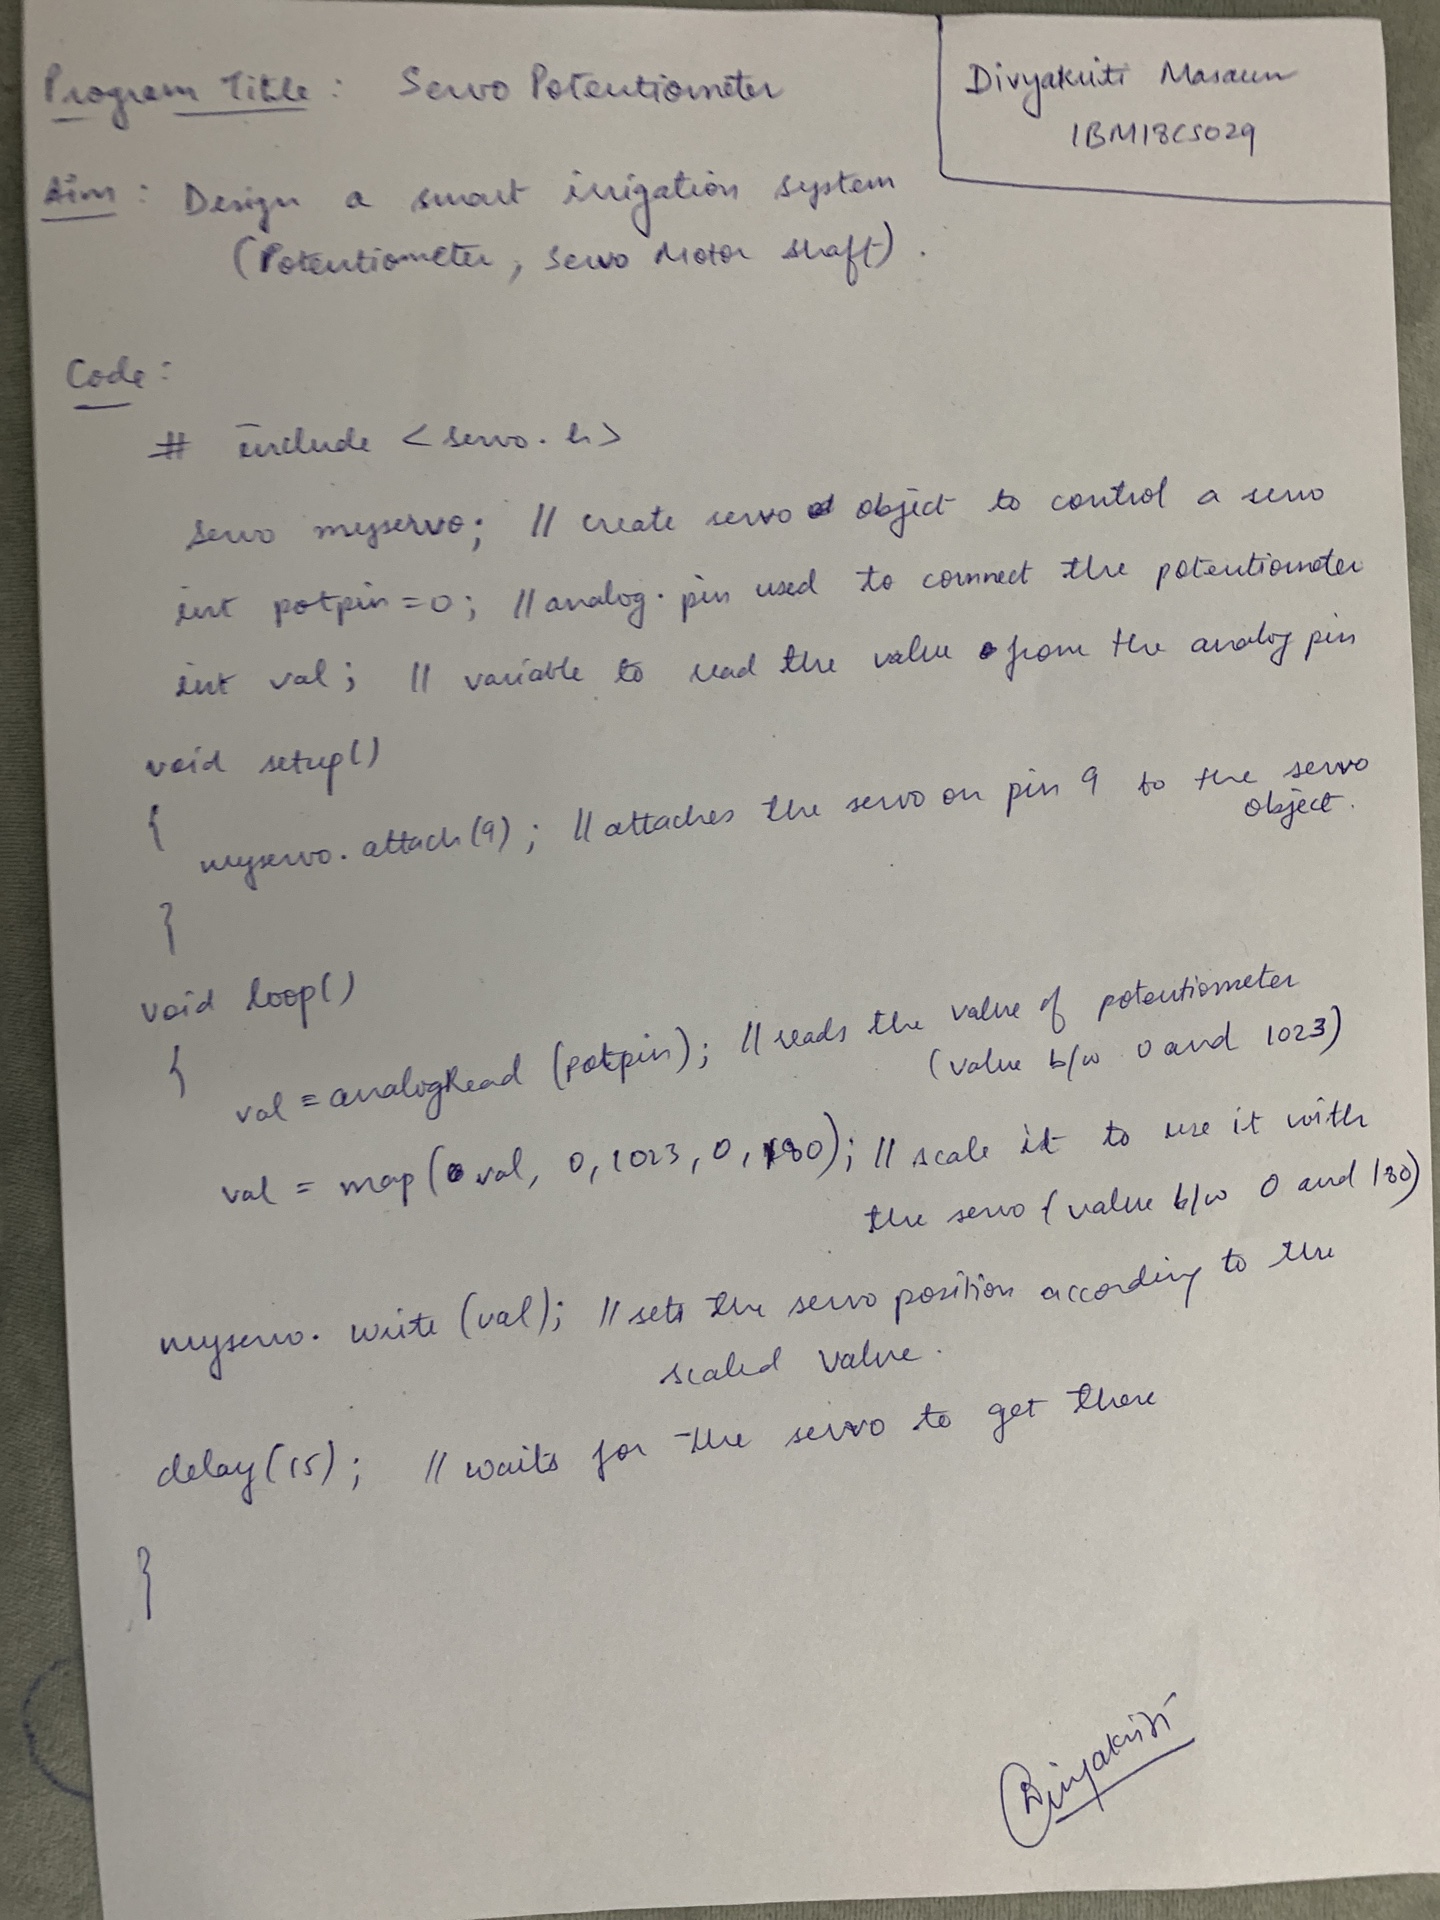 Program Title : Servo Potentiometer
Divyakriti Masaun
1BM18CS029
Aim : Design a smart irrigation system
(Potentiometer, Servo Motor shaft).
Code :
# include <servo.h>
Servo myservo; // create servo object to control a servo
int potpin=0; // analog. pin used to connect the potentiometer
int val; // variable to read the value from the analog pin
void setup()
{
myservo. attach(9); // attaches the servo on pin 9 to the servo
object.
}
void loop()
{
val = analogRead (potpin); // reads the value of potentiometer
(value b/w 0 and 1023)
val = map(val, 0,1023, 0, 180); // scale it to use it with
the servo (value b/w 0 and 180)
myservo. write (val); // sets the servo position according to the
scaled value.
delay(15); // waits for the servo to get there
}
Divyakriti